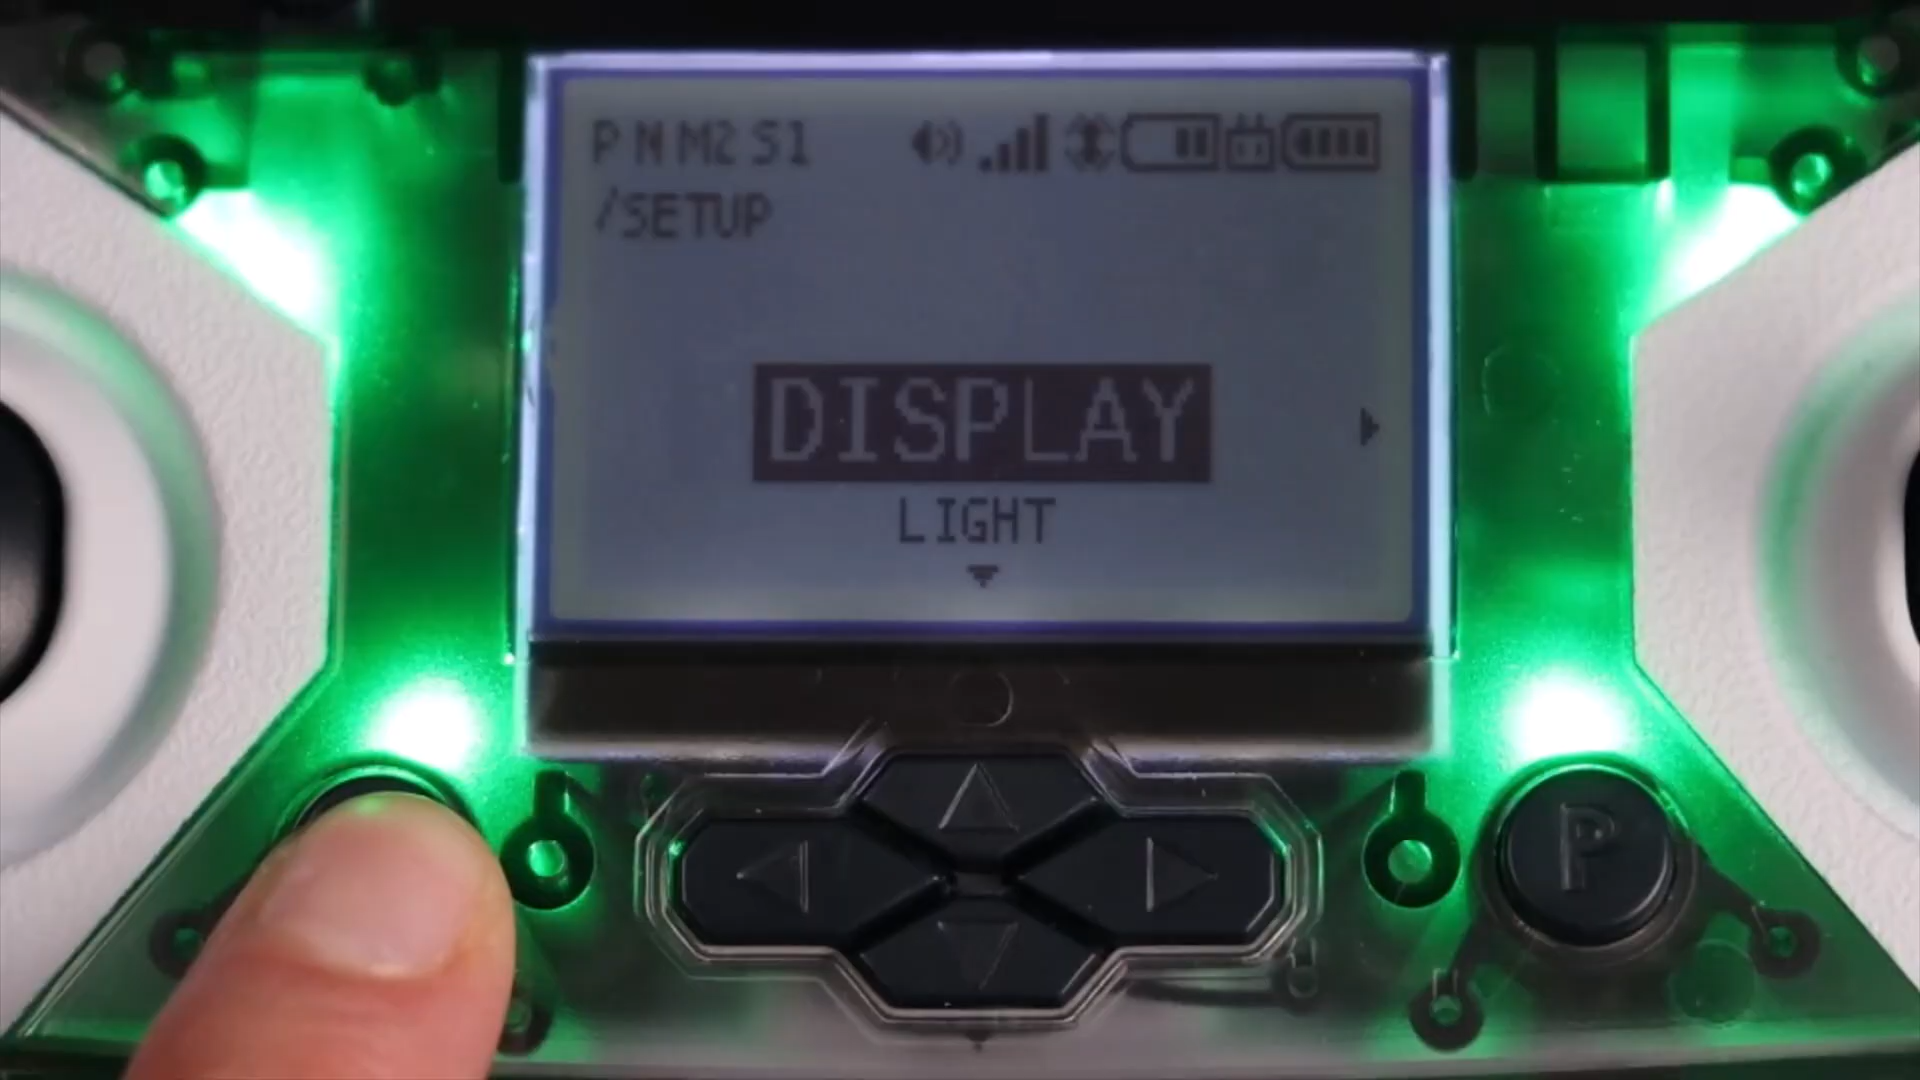 P N M2 S1
/SETUP
DISPLAY
LIGHT
P